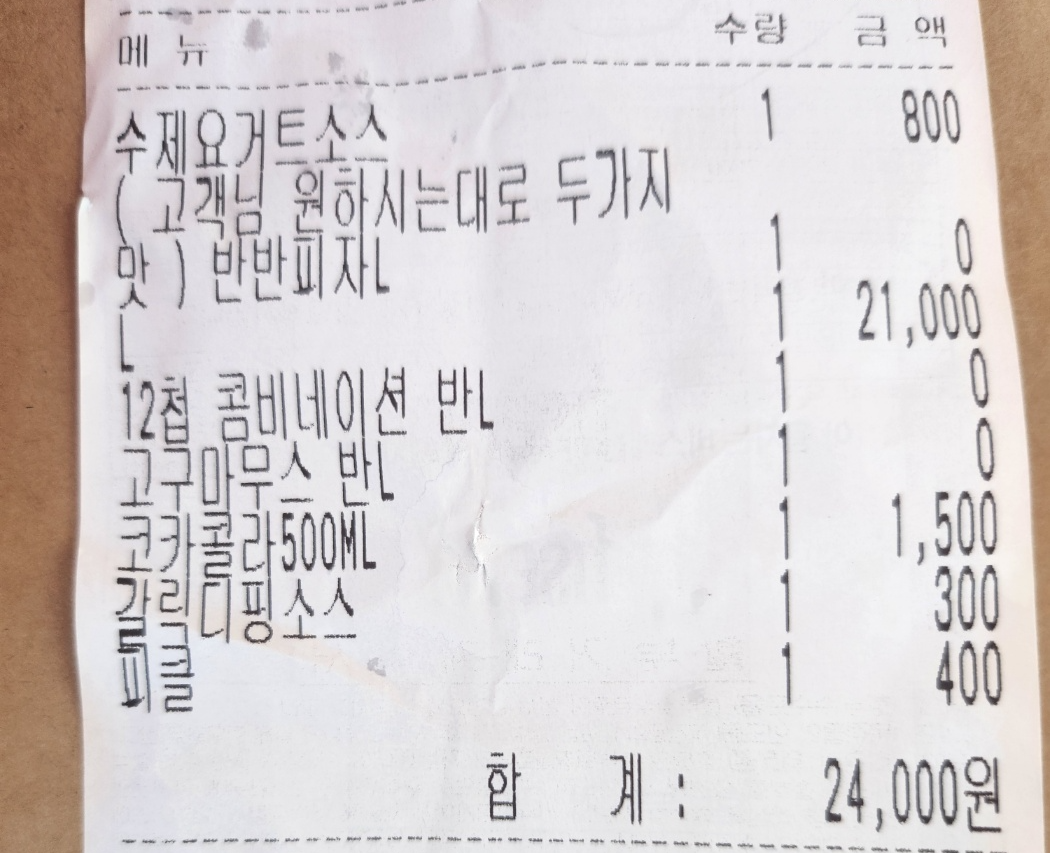 메 뉴 수량 금 액
수제요거트소스 1 800
( 고객님 원하시는대로 두가지
맛 ) 반반피자L 1 0
L 1 21,000
12첩 콤비네이션 반L 1 0
고구마무스 반L 1 0
코카콜라500ML 1 1,500
갈릭디핑소스 1 300
피클 1 400
합 계 : 24,000원